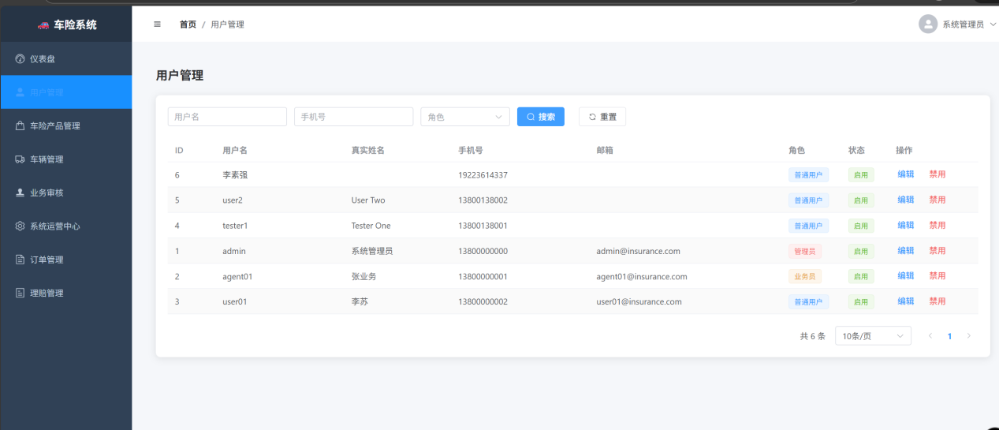 车险系统
首页 / 用户管理
系统管理员
仪表盘
用户管理
车险产品管理
车辆管理
业务审核
系统运营中心
订单管理
理赔管理
用户管理
用户名 手机号 角色 搜索 重置
ID 用户名 真实姓名 手机号 邮箱 角色 状态 操作
6 李素强 19223614337 普通用户 启用 编辑 禁用
5 user2 User Two 13800138002 普通用户 启用 编辑 禁用
4 tester1 Tester One 13800138001 普通用户 启用 编辑 禁用
1 admin 系统管理员 13800000000 admin@insurance.com 管理员 启用 编辑 禁用
2 agent01 张业务 13800000001 agent01@insurance.com 业务员 启用 编辑 禁用
3 user01 李苏 13800000002 user01@insurance.com 普通用户 启用 编辑 禁用
共 6 条 10条/页 1